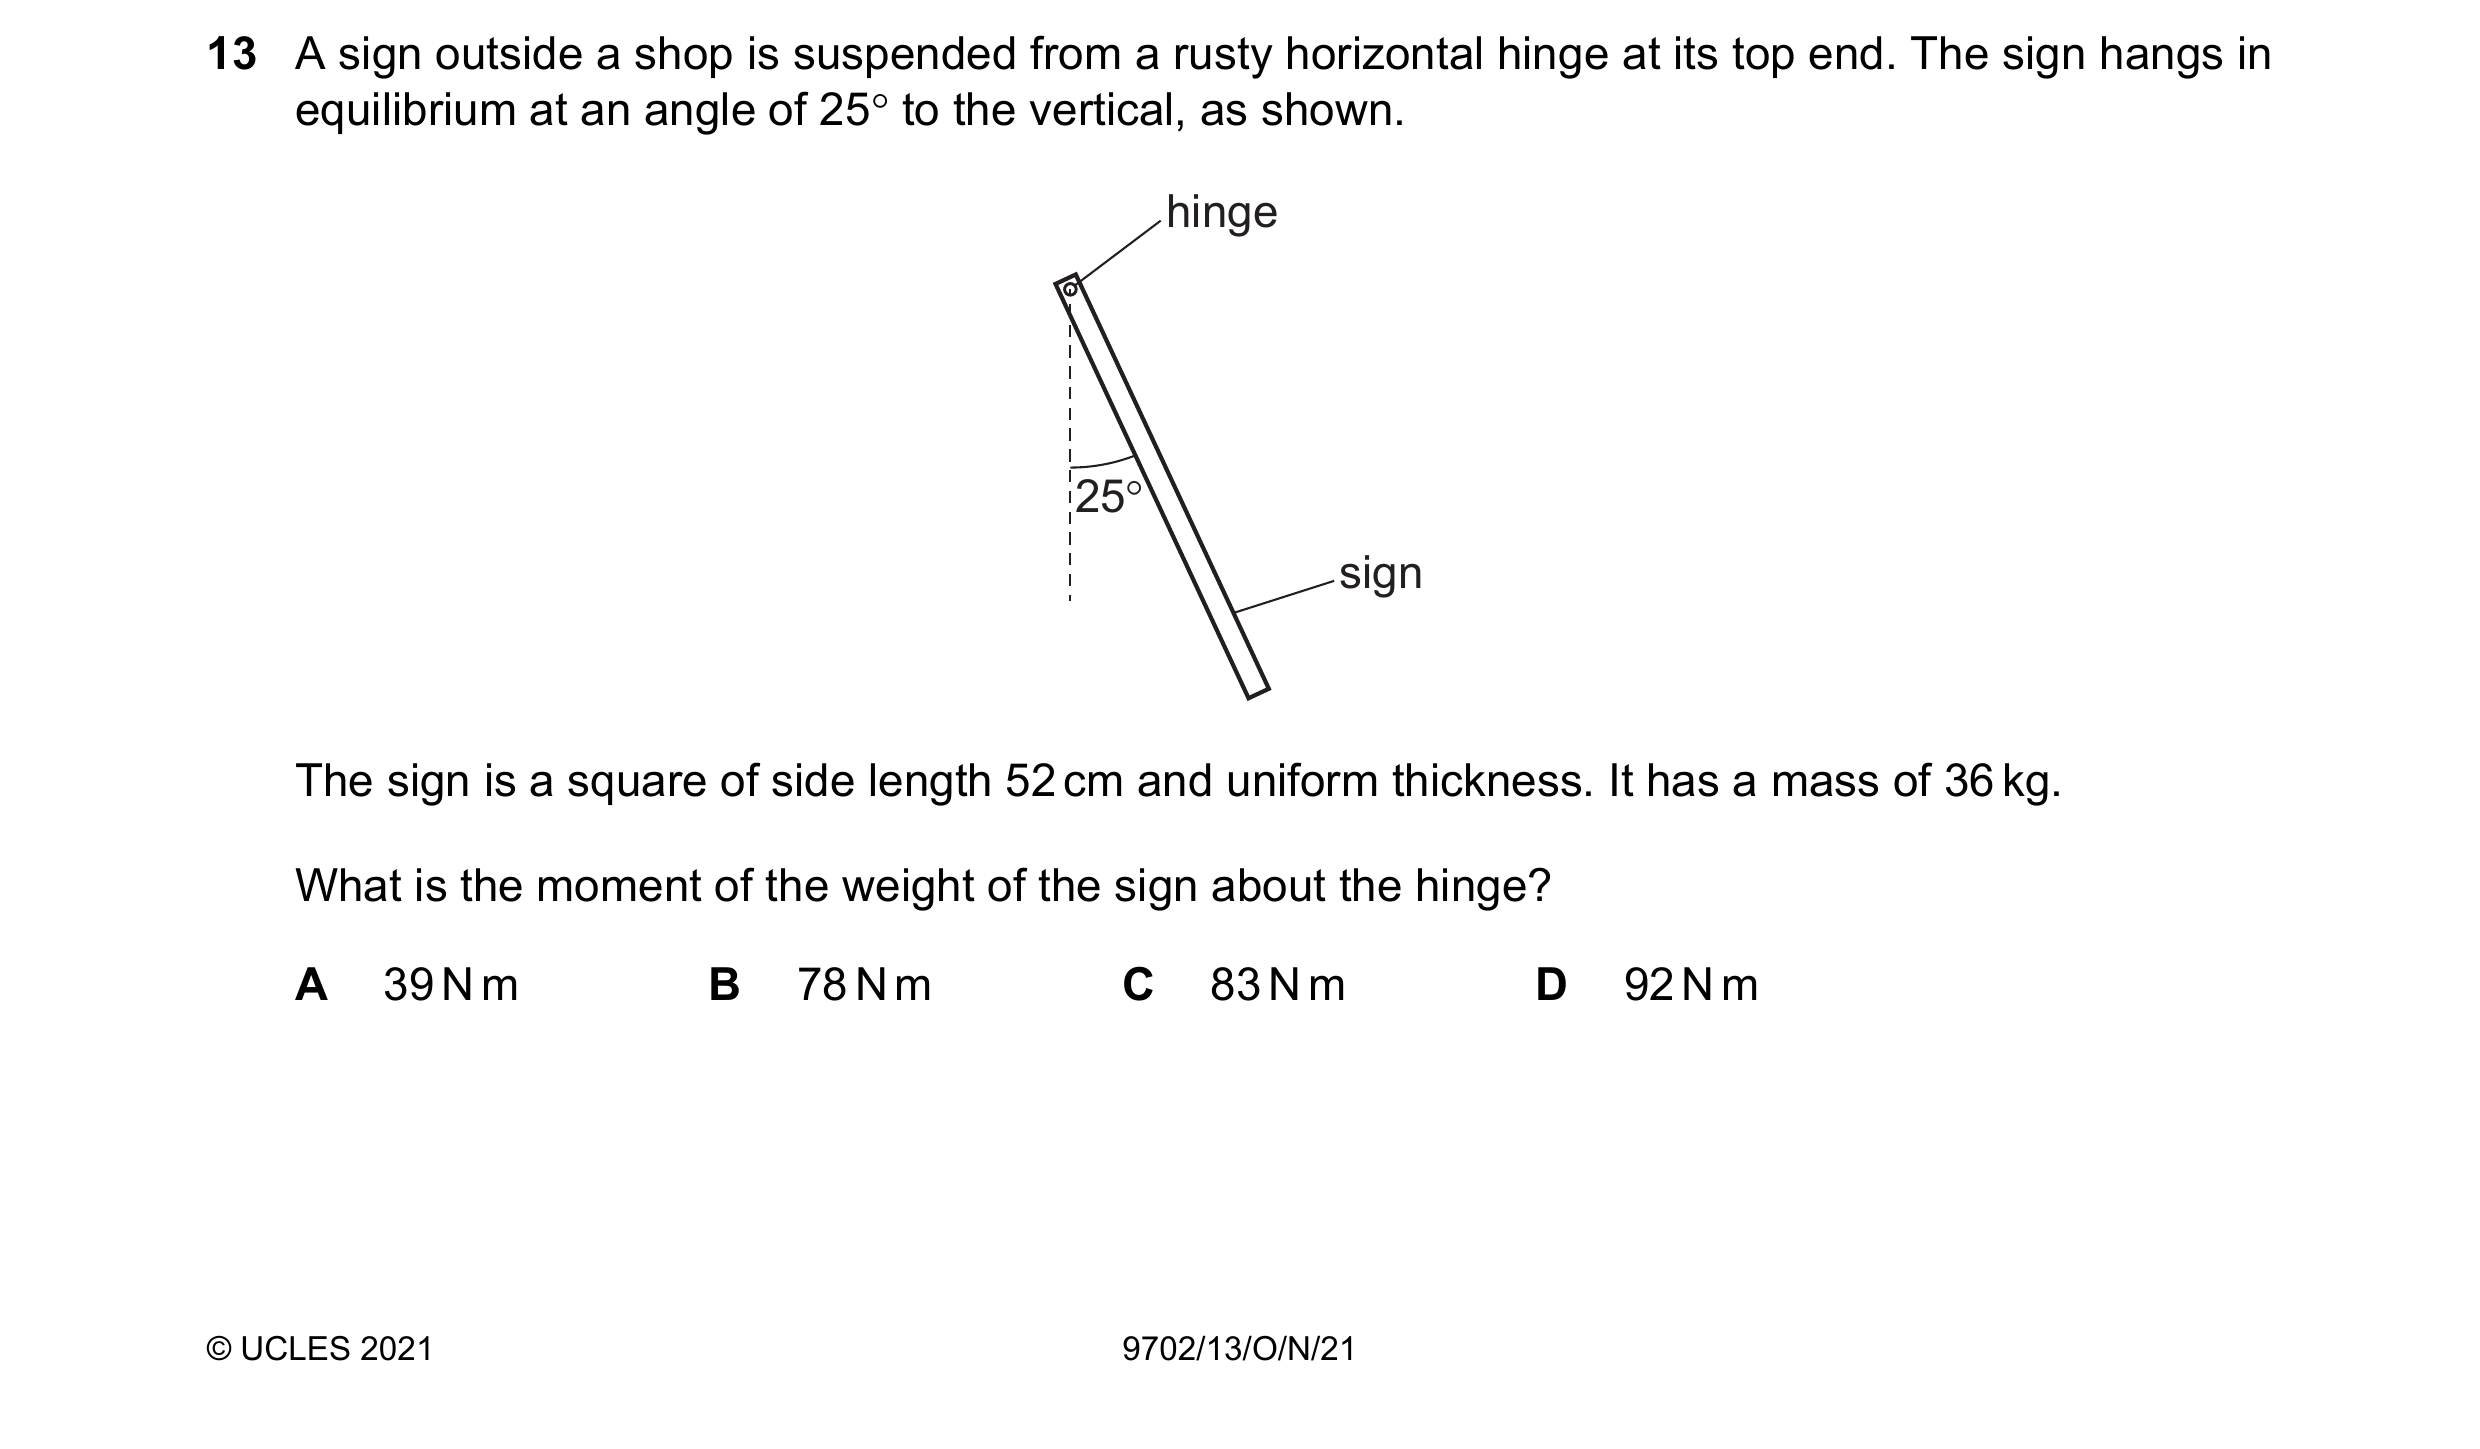 13 A sign outside a shop is suspended from a rusty horizontal hinge at its top end. The sign hangs in
equilibrium at an angle of 25° to the vertical, as shown.
hinge
25°
sign
The sign is a square of side length 52 cm and uniform thickness. It has a mass of 36 kg.
What is the moment of the weight of the sign about the hinge?
A 39 N m B 78 N m C 83 N m D 92 N m
© UCLES 2021 9702/13/O/N/21